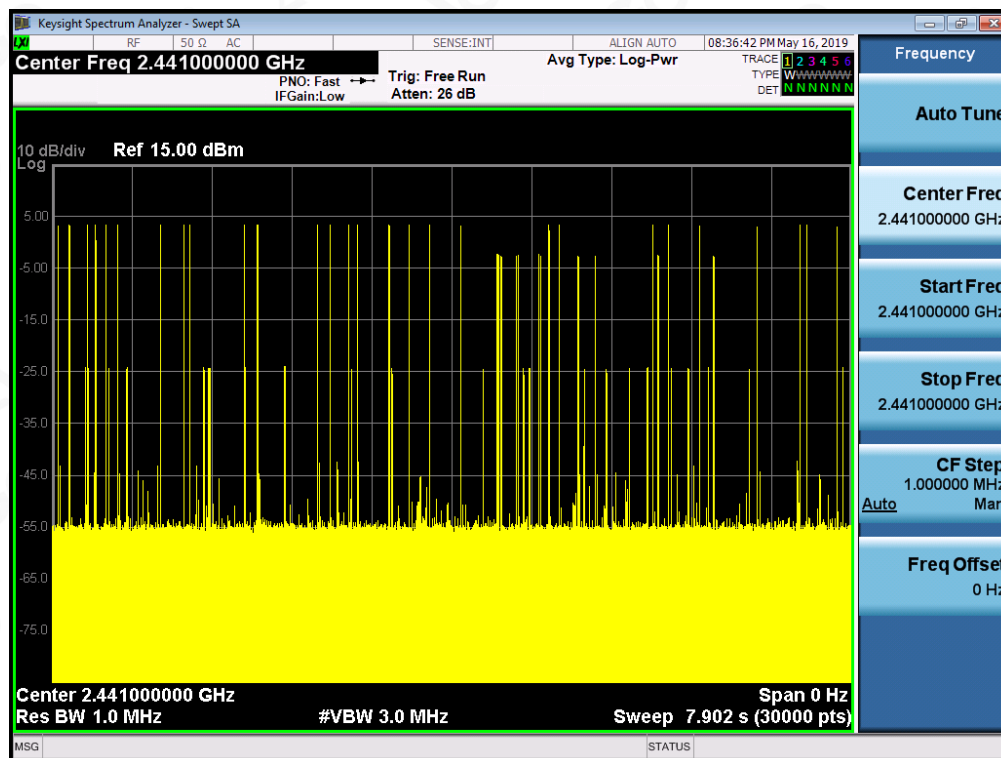 Keysight Spectrum Analyzer - Swept SA
LXI RF 50 Ω AC SENSE:INT ALIGN AUTO 08:36:42 PM May 16, 2019
Center Freq 2.441000000 GHz
Avg Type: Log-Pwr
TRACE 1 2 3 4 5 6
PNO: Fast Trig: Free Run
TYPE WWWWWW
IFGain:Low Atten: 26 dB
DET N N N N N N
10 dB/div Ref 15.00 dBm
Log
5.00
-5.00
-15.0
-25.0
-35.0
-45.0
-55.0
-65.0
-75.0
Center 2.441000000 GHz Span 0 Hz
Res BW 1.0 MHz #VBW 3.0 MHz Sweep 7.902 s (30000 pts)
MSG STATUS
Frequency
Auto Tune
Center Freq
2.441000000 GHz
Start Freq
2.441000000 GHz
Stop Freq
2.441000000 GHz
CF Step
1.000000 MHz
Auto Man
Freq Offset
0 Hz